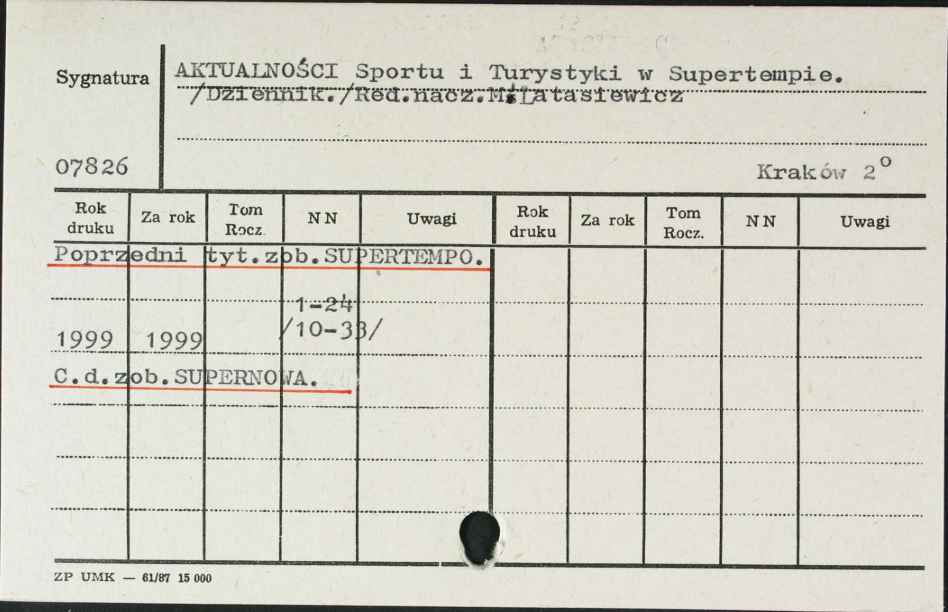 Sygnatura
AKTUALNOŚCI Sportu i Turystyki w Supertempie.
/Dziennik./Red.nacz.M.Latasiewicz
07826
Kraków 2°
Rok druku Za rok Tom Rocz. NN Uwagi Rok druku Za rok Tom Rocz. NN Uwagi
Poprzedni tyt.zob.SUPERTEMPO.
1-24
1999 1999 /10-33/
C.d.zob.SUPERNOWA.
ZP UMK — 61/87 15 000